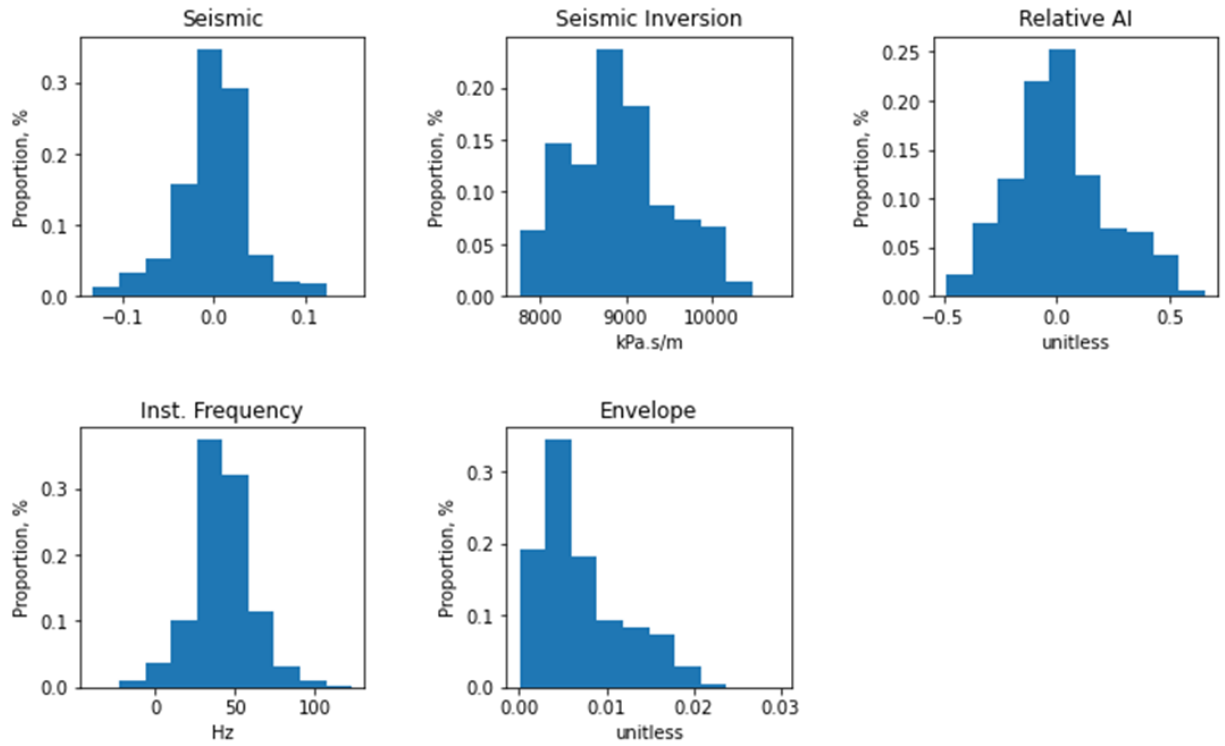 Seismic
Proportion, %
0.3
0.2
0.1
0.0
−0.1 0.0 0.1
Seismic Inversion
Proportion, %
0.20
0.15
0.10
0.05
0.00
8000 9000 10000
kPa.s/m
Relative AI
Proportion, %
0.25
0.20
0.15
0.10
0.05
0.00
−0.5 0.0 0.5
unitless
Inst. Frequency
Proportion, %
0.3
0.2
0.1
0.0
0 50 100
Hz
Envelope
Proportion, %
0.3
0.2
0.1
0.0
0.00 0.01 0.02 0.03
unitless